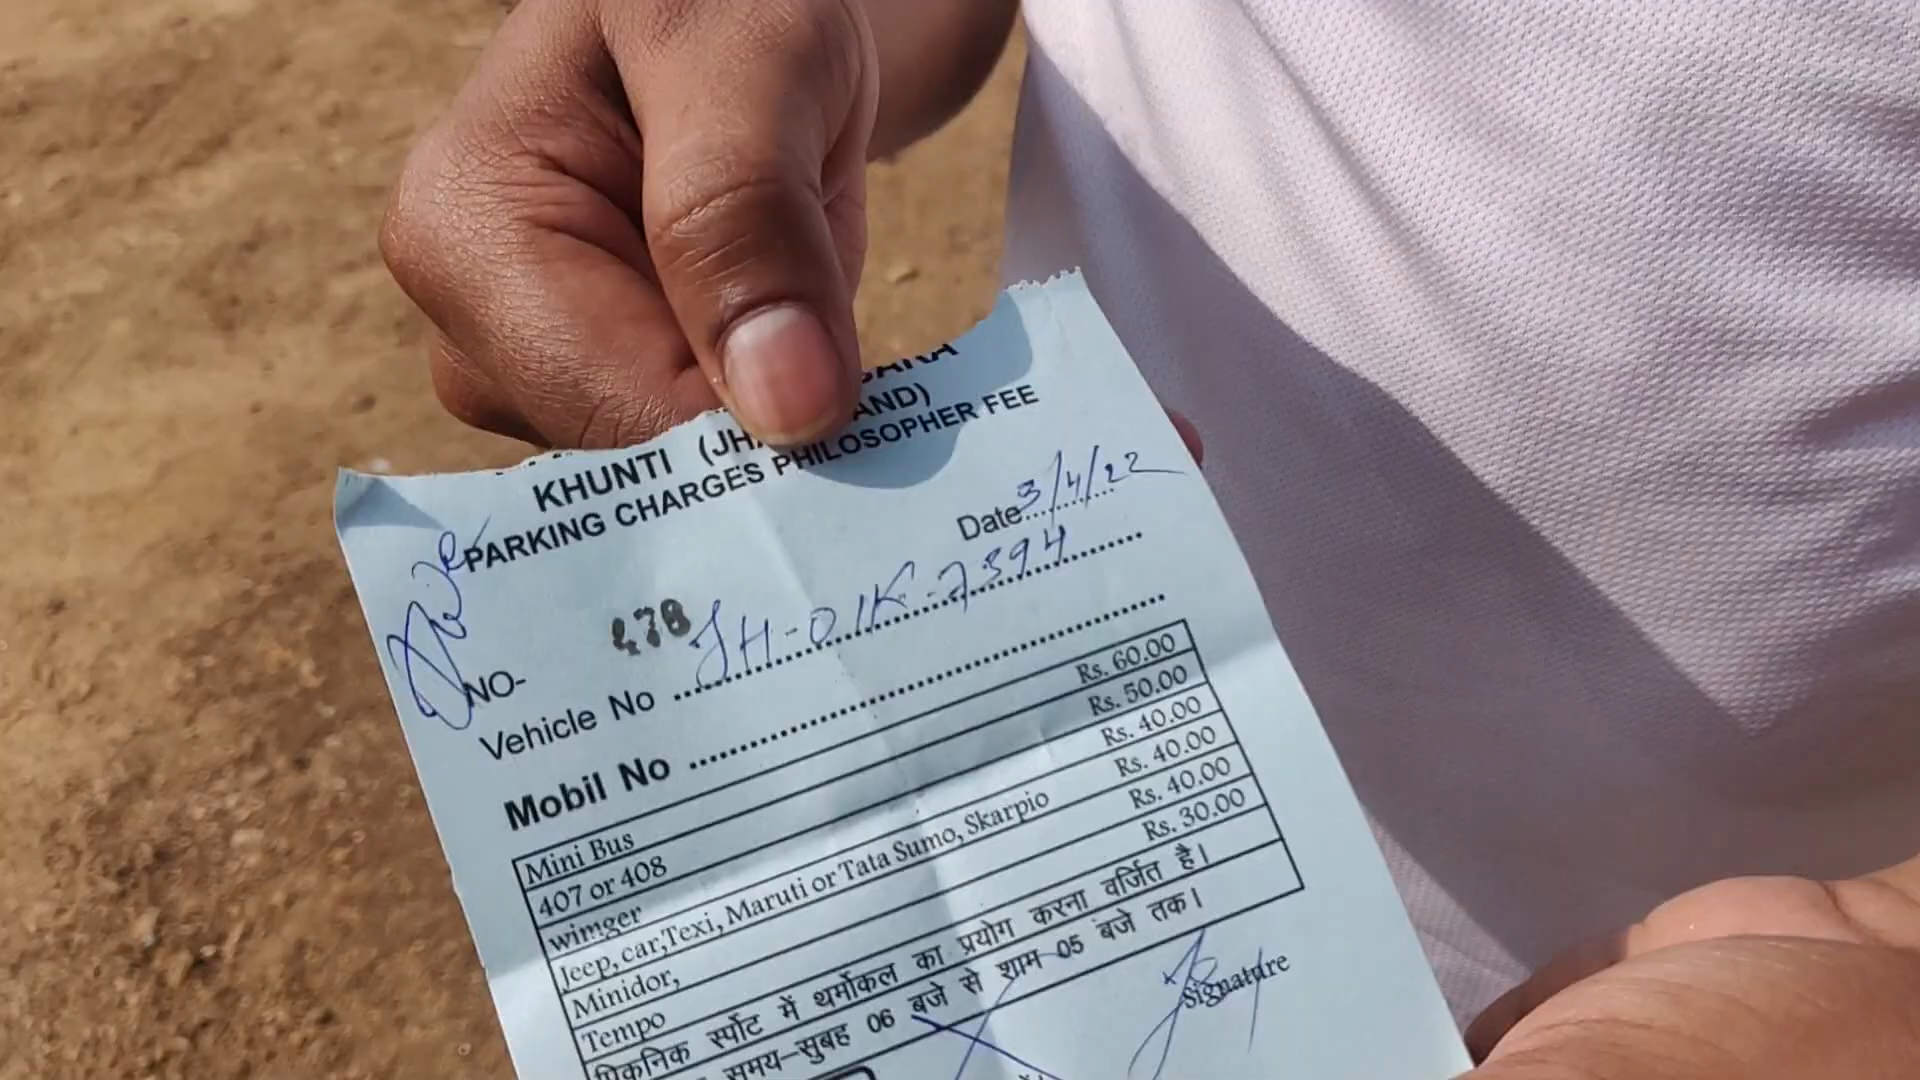 KHUNTI
PARKING CHARGES PHILOSOPHER FEE
Date 3/4/22
NO- 478
Vehicle No JH-01K-7394
Mobil No
Mini Bus Rs. 60.00
407 or 408 Rs. 50.00
wimger Rs. 40.00
Jeep, car,Texi, Maruti or Tata Sumo, Skarpio Rs. 40.00
Minidor, Rs. 40.00
Tempo Rs. 30.00
पिकनिक स्पॉट में थर्मोकल का प्रयोग करना वर्जित है।
समय–सुबह 06 बजे से शाम 05 बजे तक।
Signature